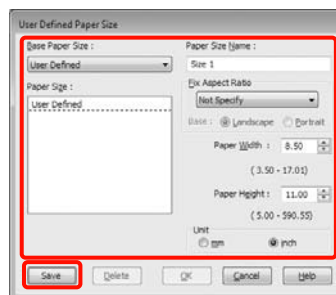 User Defined Paper Size
Base Paper Size :
User Defined
Paper Size :
User Defined
Paper Size Name :
Size 1
Fix Aspect Ratio
Not Specify
Base : Landscape Portrait
Paper Width : 8.50
(3.50 - 17.01)
Paper Height : 11.00
(5.00 - 590.55)
Unit
mm inch
Save Delete OK Cancel Help